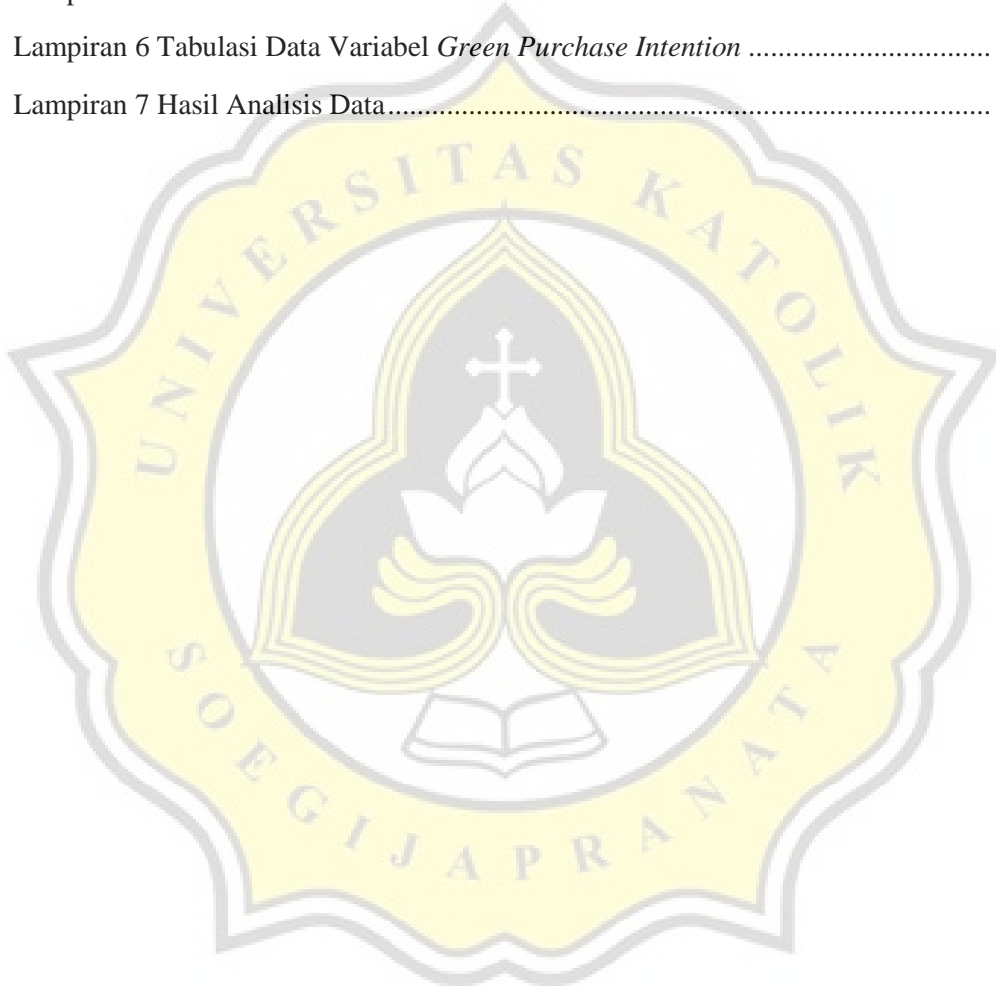 Lampiran 6 Tabulasi Data Variabel Green Purchase Intention .................................
Lampiran 7 Hasil Analisis Data..................................................................................
UNIVERSITAS KATOLIK
SOEGIJAPRANATA